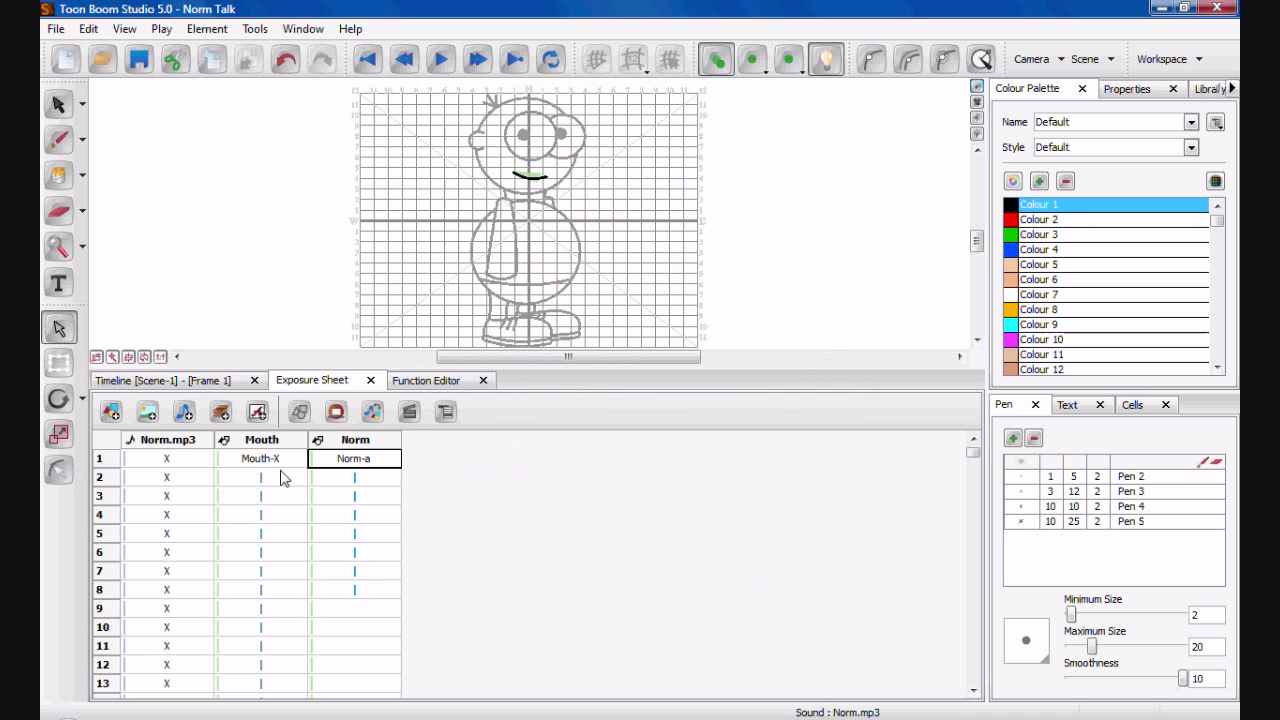 Toon Boom Studio 5.0 - Norm Talk
File Edit View Play Element Tools Window Help
Camera Scene Workspace
Colour Palette Properties Library
Name Default
Style Default
Colour 1
Colour 2
Colour 3
Colour 4
Colour 5
Colour 6
Colour 7
Colour 8
Colour 9
Colour 10
Colour 11
Colour 12
N
W E
1:1
Timeline [Scene-1] - [Frame 1] Exposure Sheet Function Editor
Norm.mp3 Mouth Norm
1 X Mouth-X Norm-a
2 X
3 X
4 X
5 X
6 X
7 X
8 X
9 X
10 X
11 X
12 X
13 X
Pen Text Cells
1 5 2 Pen 2
3 12 2 Pen 3
10 10 2 Pen 4
10 25 2 Pen 5
Minimum Size
2
Maximum Size
20
Smoothness
10
Sound : Norm.mp3